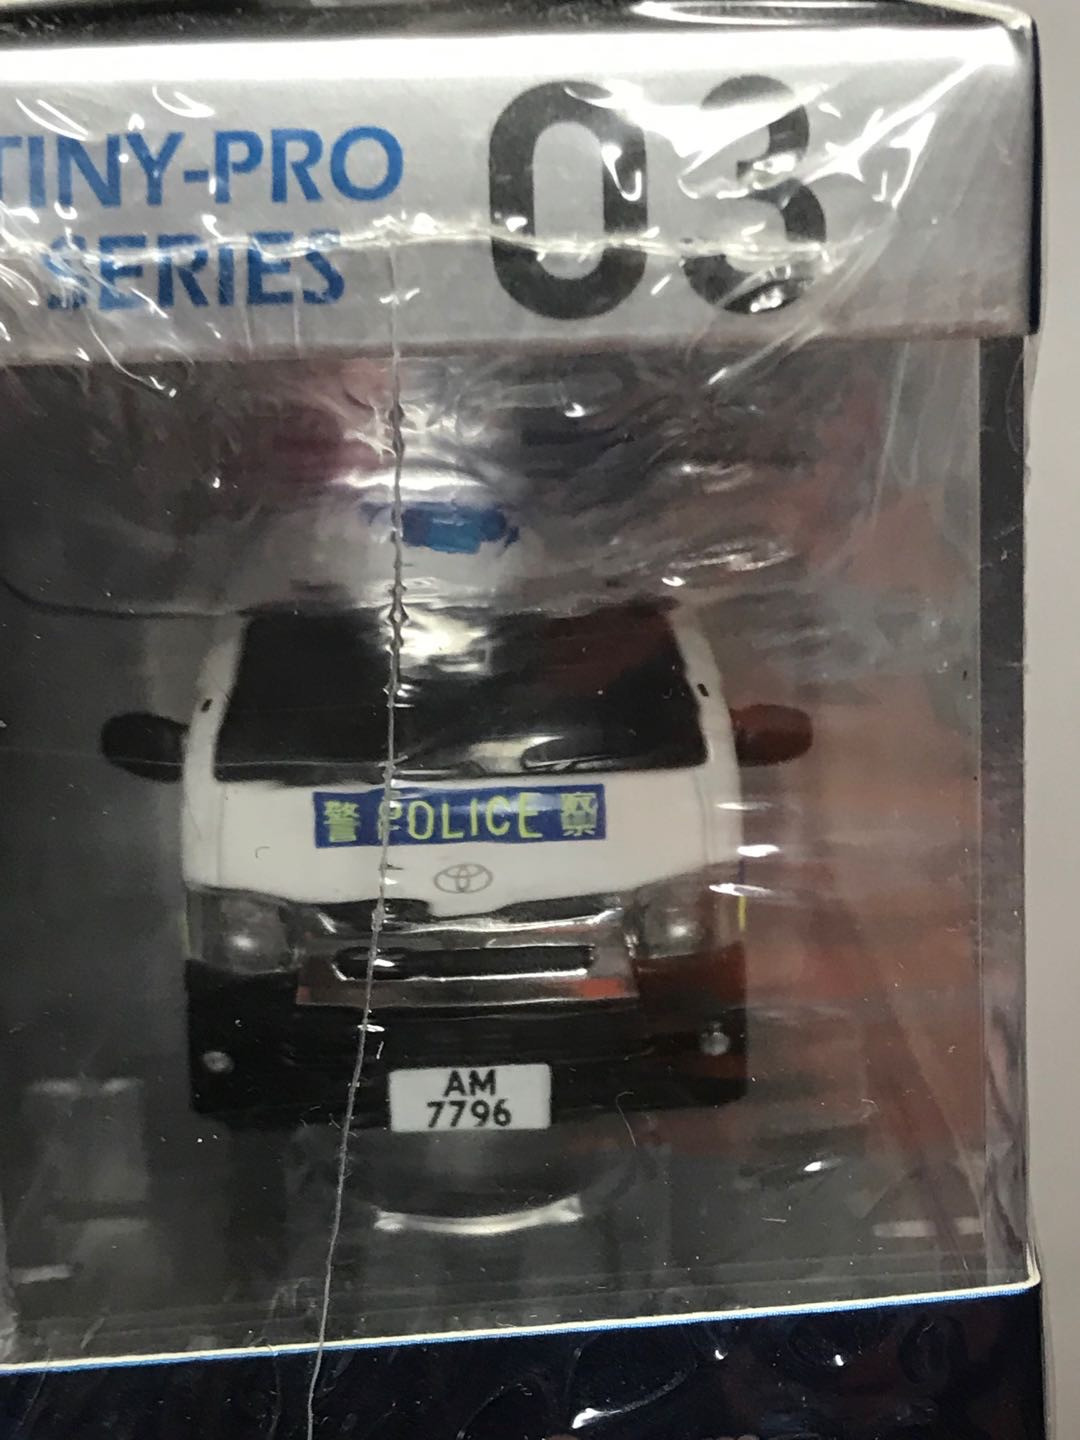 TINY-PRO
SERIES
03
警 POLICE 察
AM
7796